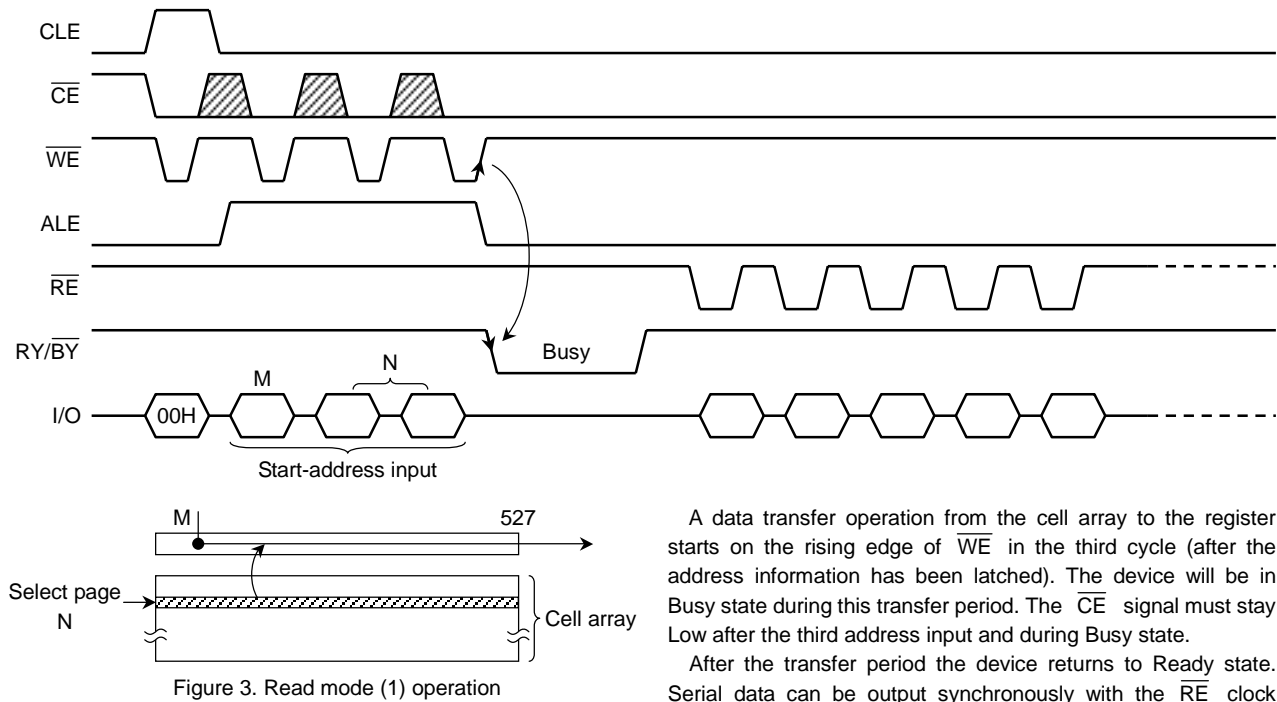 CLE
CE
WE
ALE
RE
RY/BY
Busy
M
N
I/O
00H
Start-address input
M
527
Select page
N
Cell array
Figure 3. Read mode (1) operation
A data transfer operation from the cell array to the register
starts on the rising edge of WE in the third cycle (after the
address information has been latched). The device will be in
Busy state during this transfer period. The CE signal must stay
Low after the third address input and during Busy state.
After the transfer period the device returns to Ready state.
Serial data can be output synchronously with the RE clock